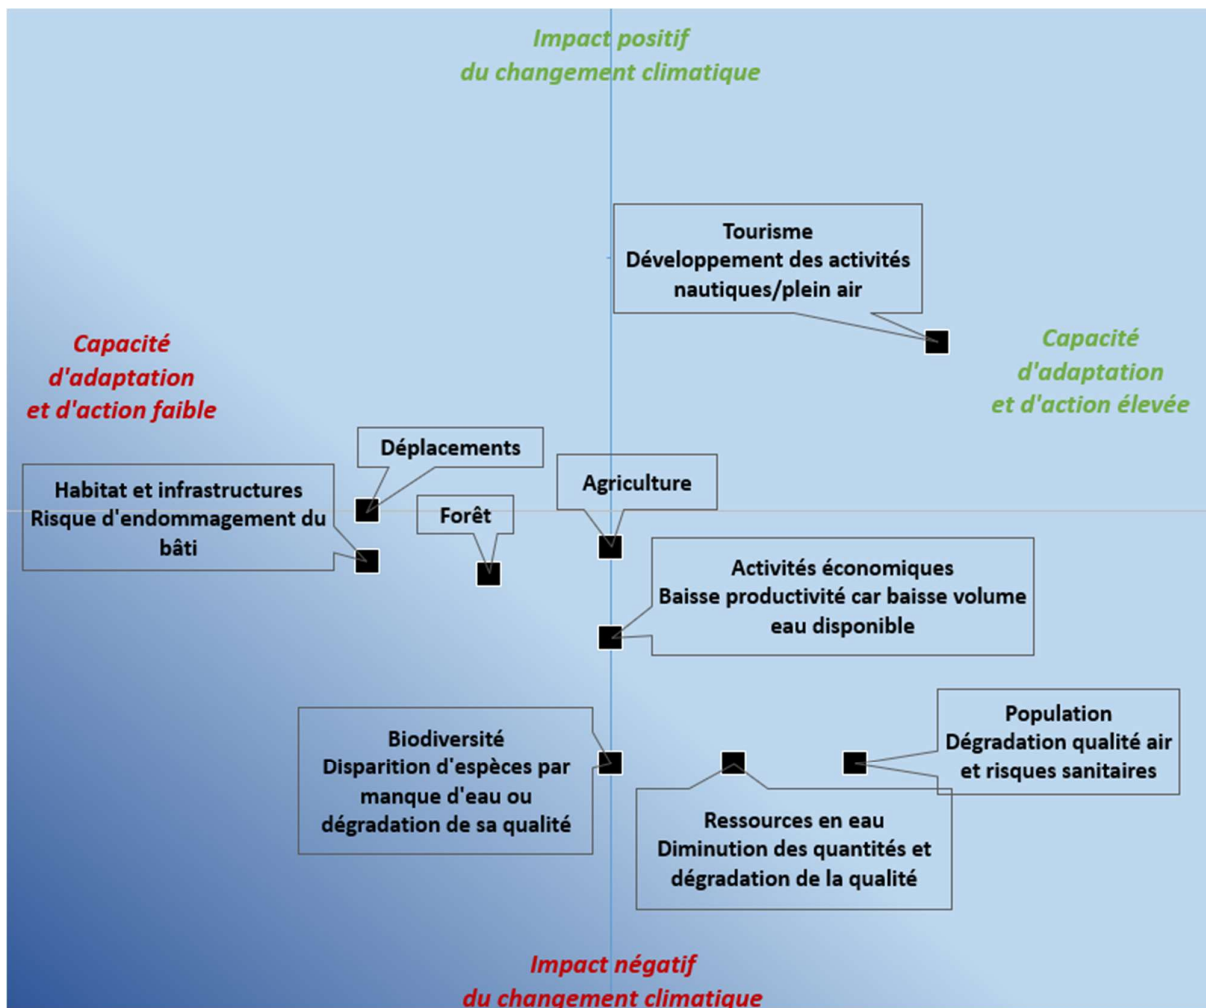 Impact positif
du changement climatique
Tourisme
Développement des activités
nautiques/plein air
Capacité
d'adaptation
et d'action faible
Capacité
d'adaptation
et d'action élevée
Déplacements
Habitat et infrastructures
Risque d'endommagement du
bâti
Forêt
Agriculture
Activités économiques
Baisse productivité car baisse volume
eau disponible
Biodiversité
Disparition d'espèces par
manque d'eau ou
dégradation de sa qualité
Population
Dégradation qualité air
et risques sanitaires
Ressources en eau
Diminution des quantités et
dégradation de la qualité
Impact négatif
du changement climatique